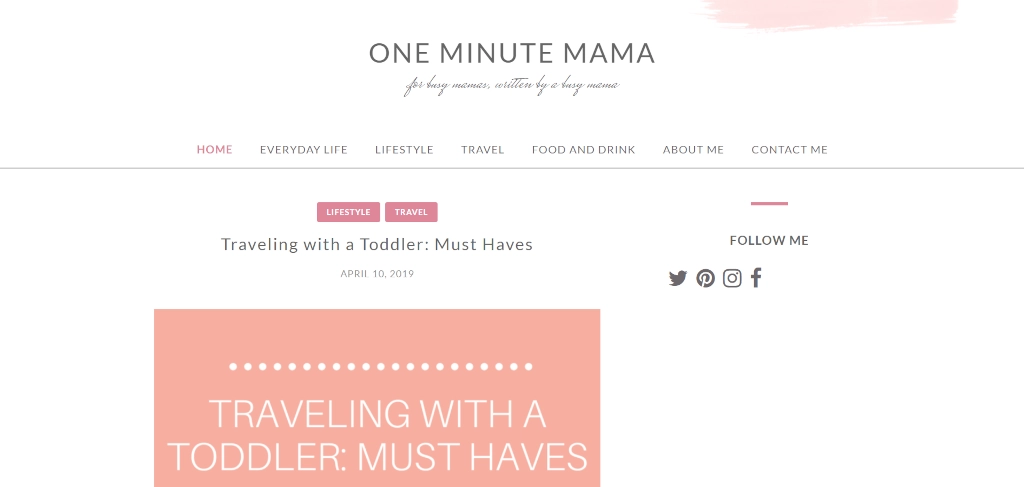 ONE MINUTE MAMA
for busy mamas, written by a busy mama
HOME EVERYDAY LIFE LIFESTYLE TRAVEL FOOD AND DRINK ABOUT ME CONTACT ME
LIFESTYLE TRAVEL
Traveling with a Toddler: Must Haves
APRIL 10, 2019
FOLLOW ME
TRAVELING WITH A
TODDLER: MUST HAVES